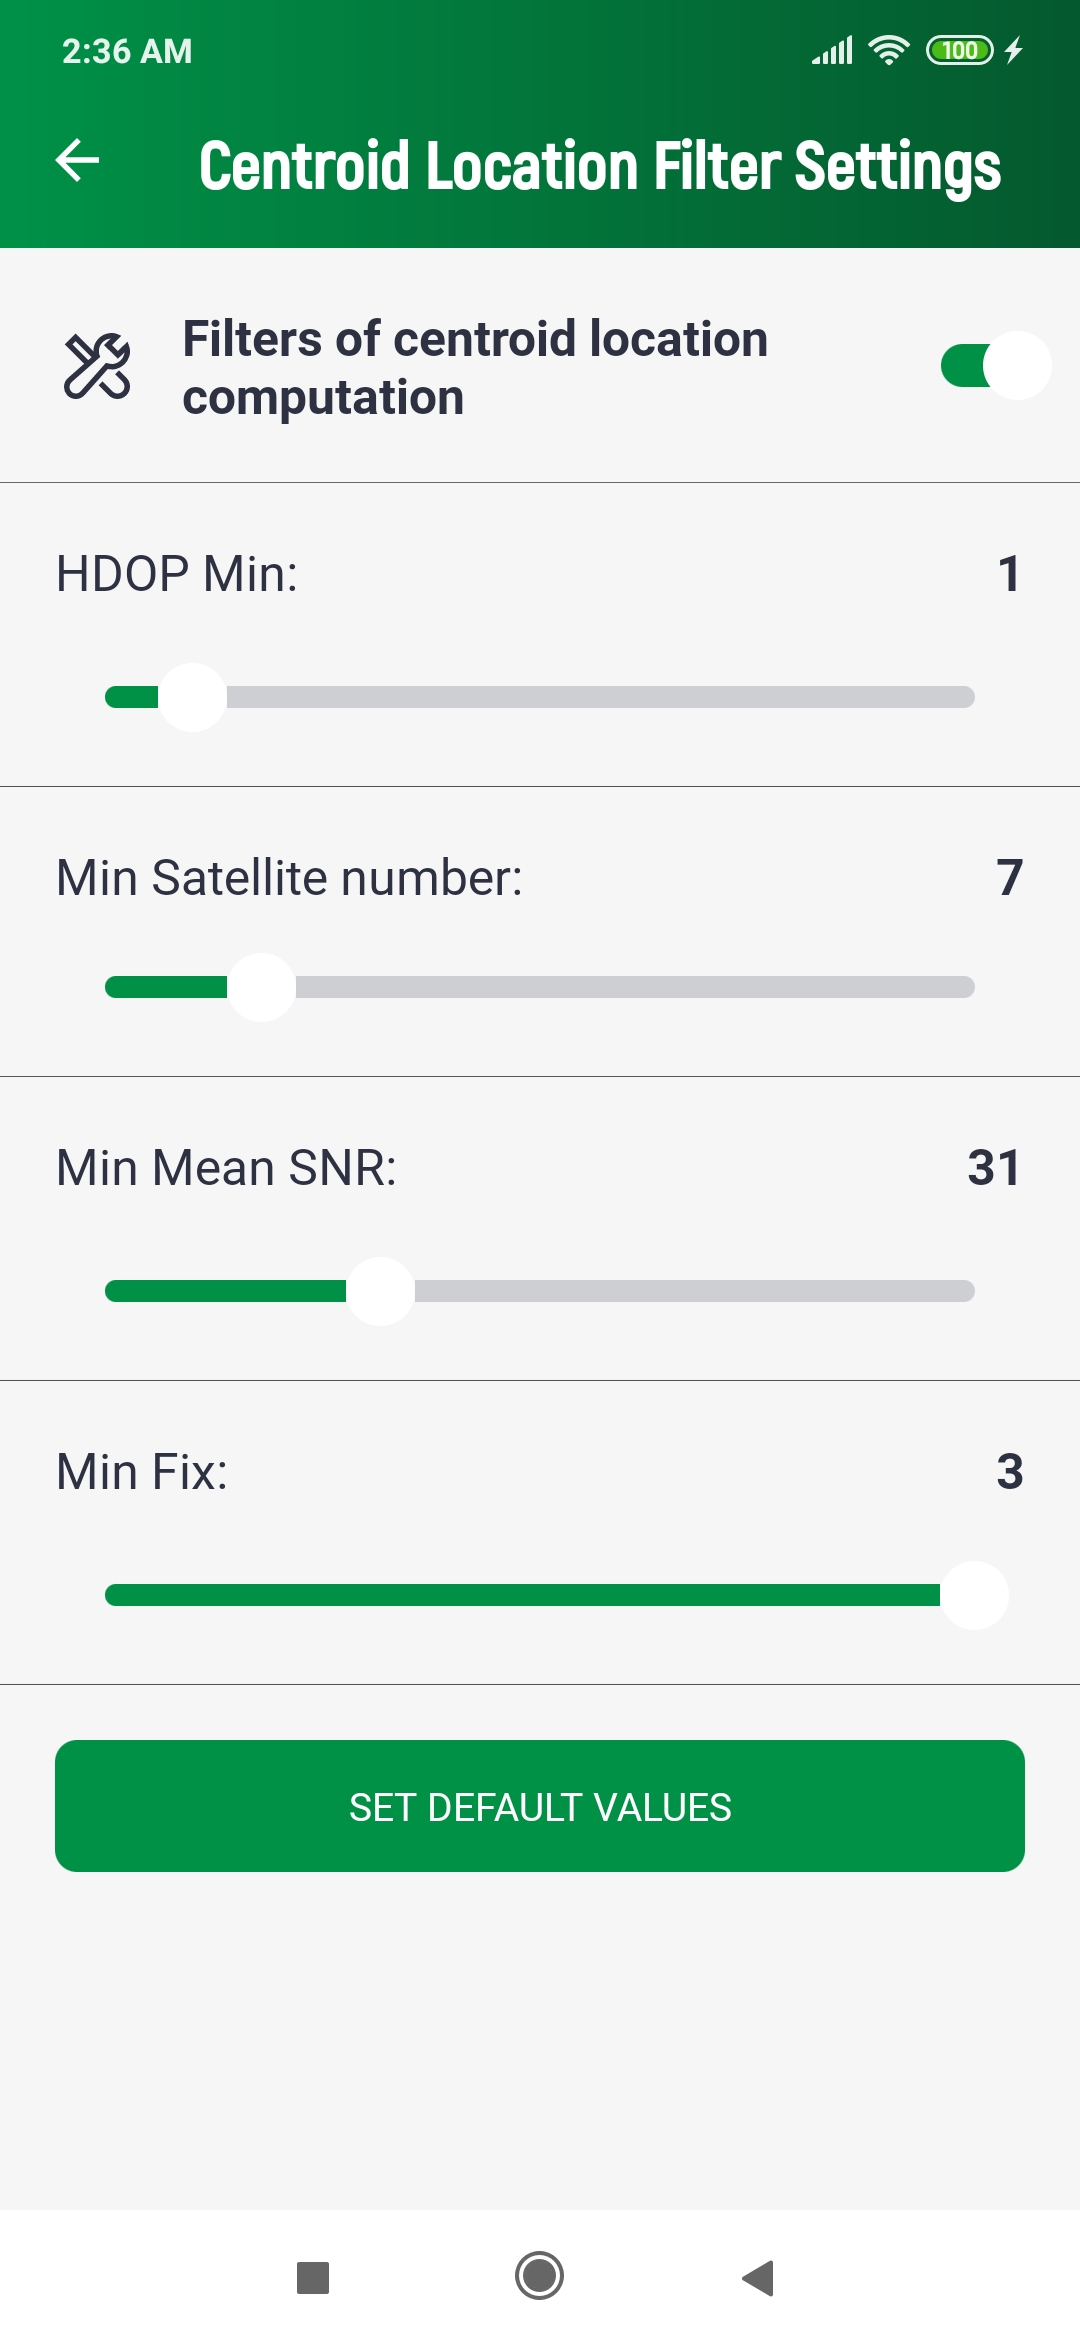 2:36 AM
100
Centroid Location Filter Settings
Filters of centroid location
computation
HDOP Min:
1
Min Satellite number:
7
Min Mean SNR:
31
Min Fix:
3
SET DEFAULT VALUES